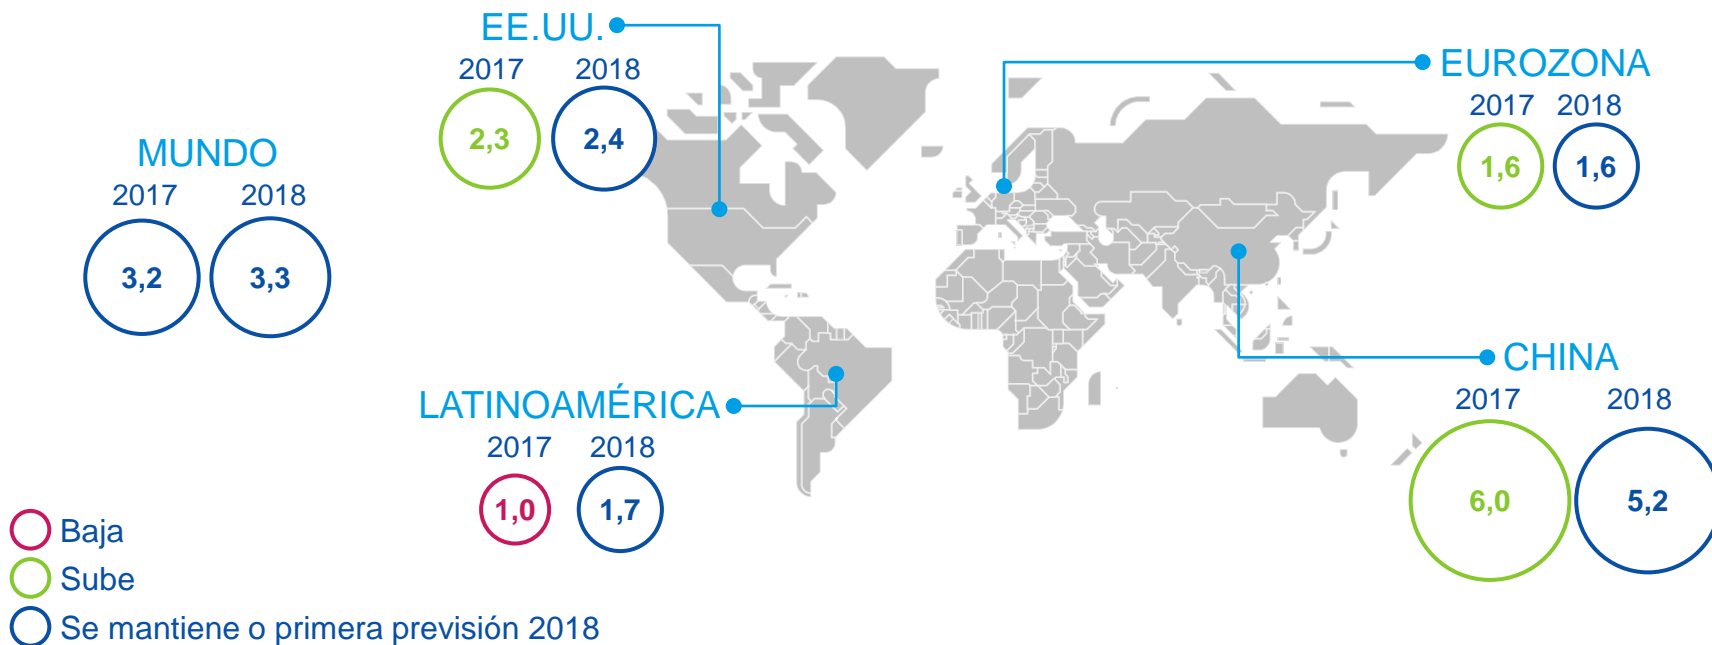 MUNDO
2017 2018
3,2 3,3
EE.UU.
2017 2018
2,3 2,4
LATINOAMÉRICA
2017 2018
1,0 1,7
EUROZONA
2017 2018
1,6 1,6
CHINA
2017 2018
6,0 5,2
Baja
Sube
Se mantiene o primera previsión 2018